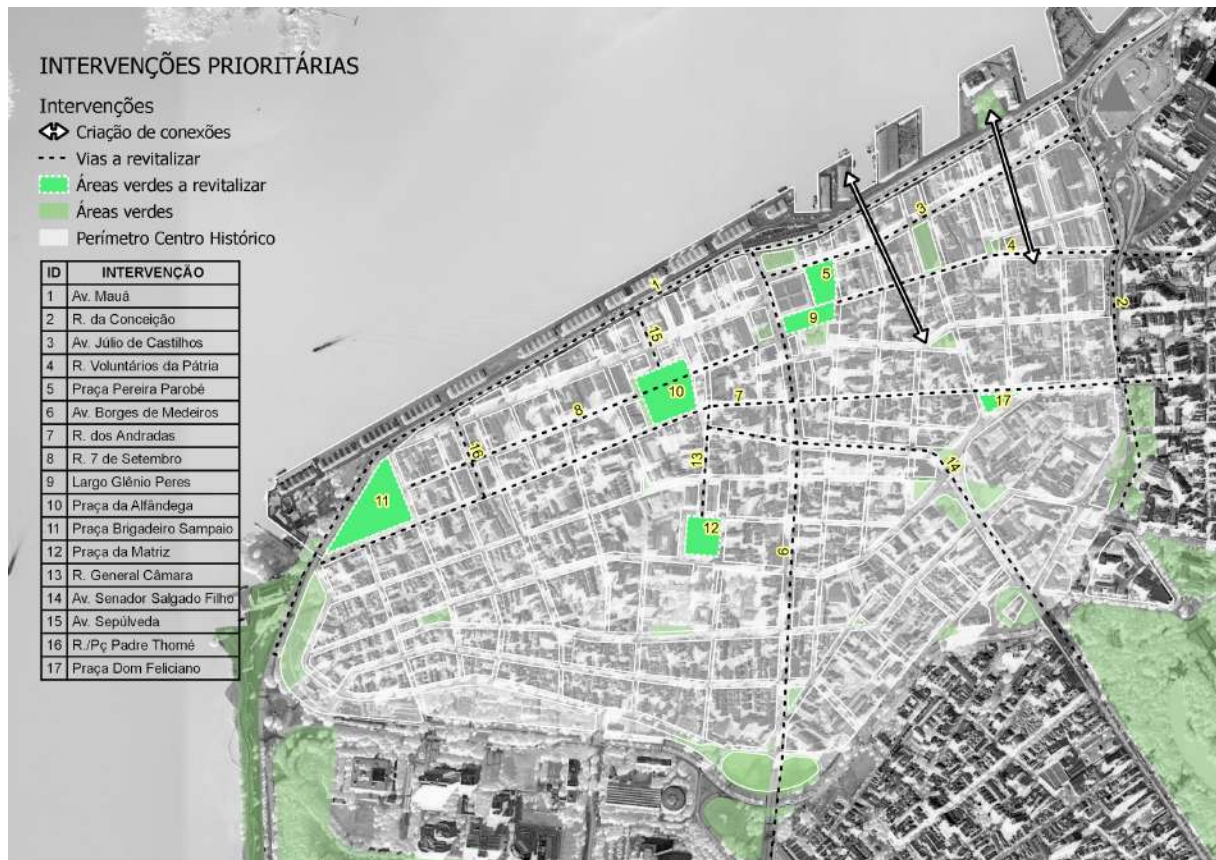 INTERVENÇÕES PRIORITÁRIAS
Intervenções
Criação de conexões
Vias a revitalizar
Áreas verdes a revitalizar
Áreas verdes
Perímetro Centro Histórico
ID INTERVENÇÃO
1 Av. Mauá
2 R. da Conceição
3 Av. Júlio de Castilhos
4 R. Voluntários da Pátria
5 Praça Pereira Parobé
6 Av. Borges de Medeiros
7 R. dos Andradas
8 R. 7 de Setembro
9 Largo Glênio Peres
10 Praça da Alfândega
11 Praça Brigadeiro Sampaio
12 Praça da Matriz
13 R. General Câmara
14 Av. Senador Salgado Filho
15 Av. Sepúlveda
16 R./Pç Padre Thomé
17 Praça Dom Feliciano
3
4
5
1
2
9
15
10
7
17
8
16
13
14
11
12
6